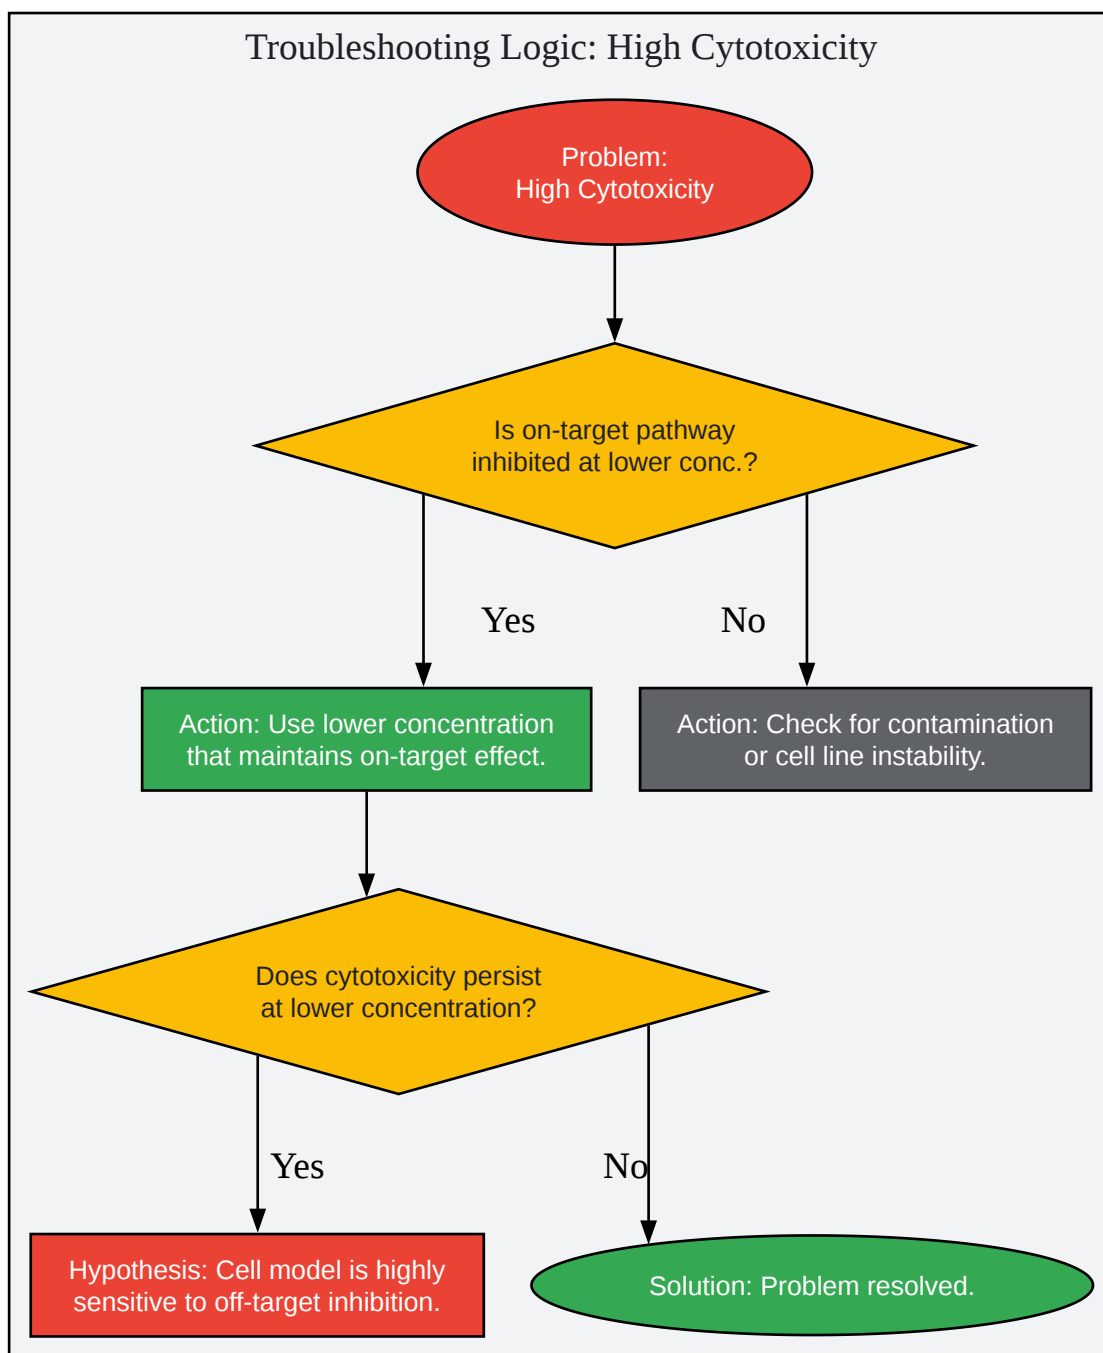 Troubleshooting Logic: High Cytotoxicity
Problem:
High Cytotoxicity
Is on-target pathway
inhibited at lower conc.?
Yes
No
Action: Use lower concentration
that maintains on-target effect.
Action: Check for contamination
or cell line instability.
Does cytotoxicity persist
at lower concentration?
Yes
No
Hypothesis: Cell model is highly
sensitive to off-target inhibition.
Solution: Problem resolved.